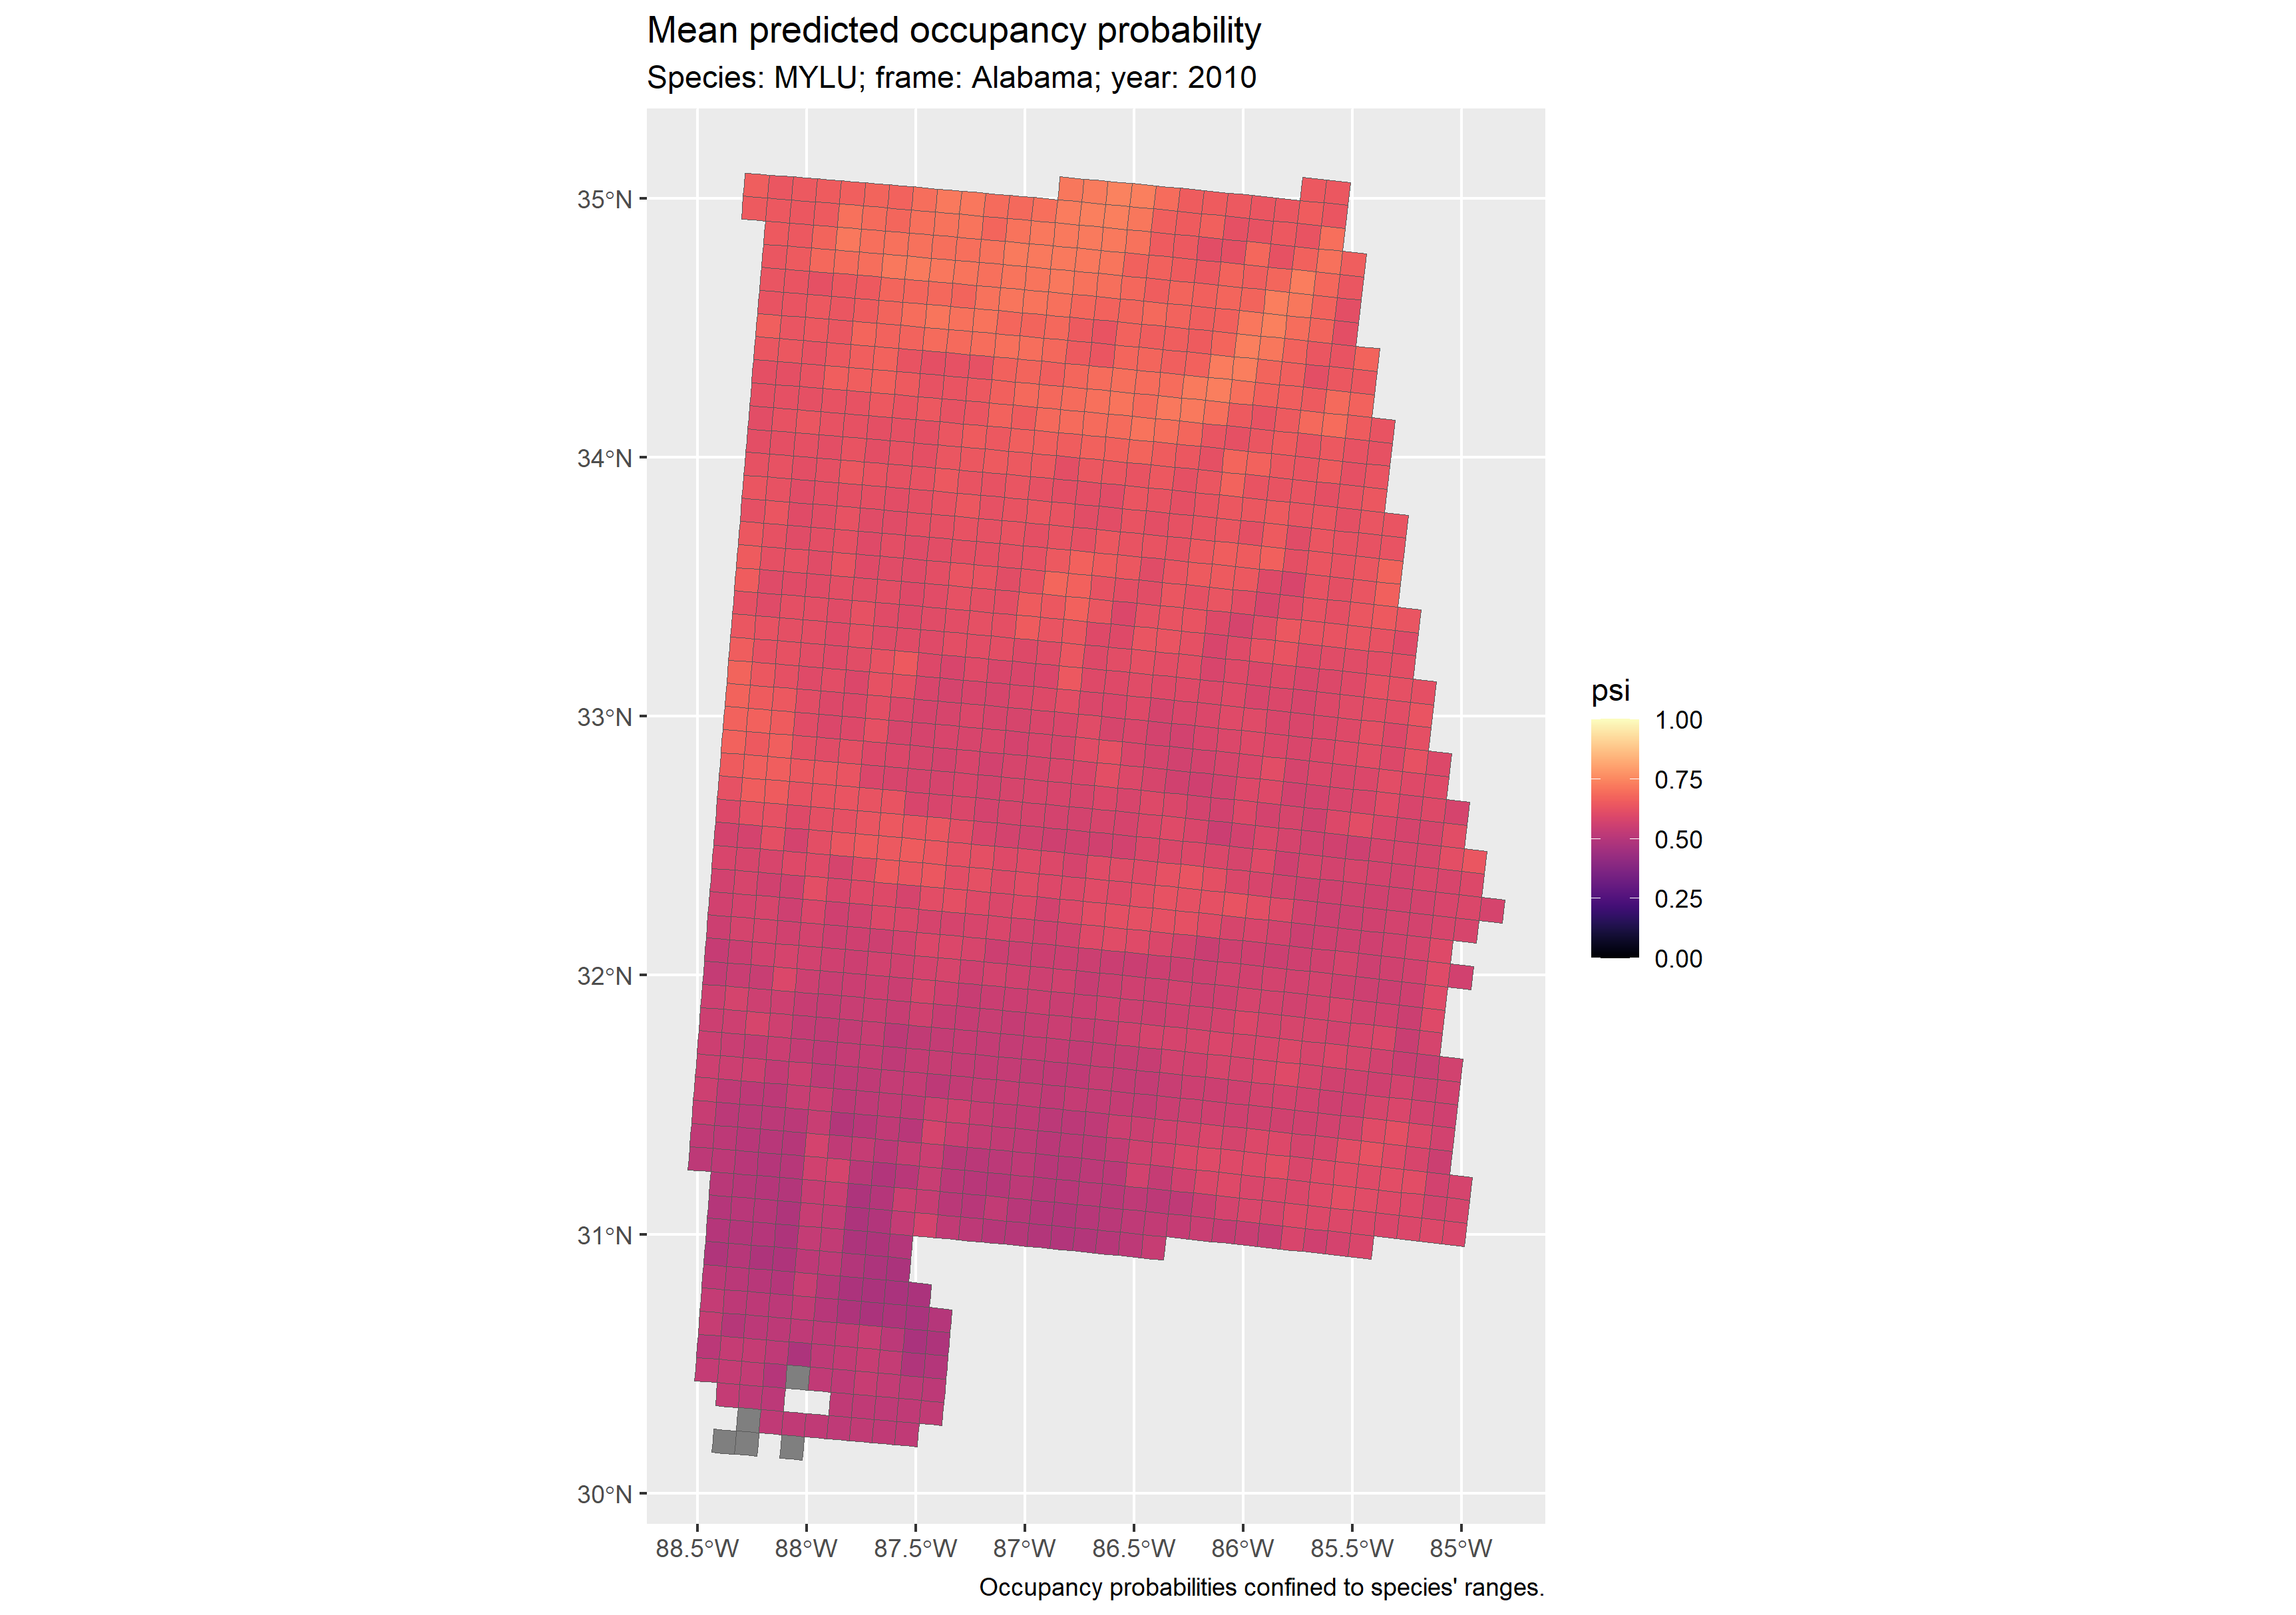 Mean predicted occupancy probability
Species: MYLU; frame: Alabama; year: 2010
35°N
34°N
33°N
32°N
31°N
30°N
88.5°W 88°W 87.5°W 87°W 86.5°W 86°W 85.5°W 85°W
psi
1.00
0.75
0.50
0.25
0.00
Occupancy probabilities confined to species' ranges.